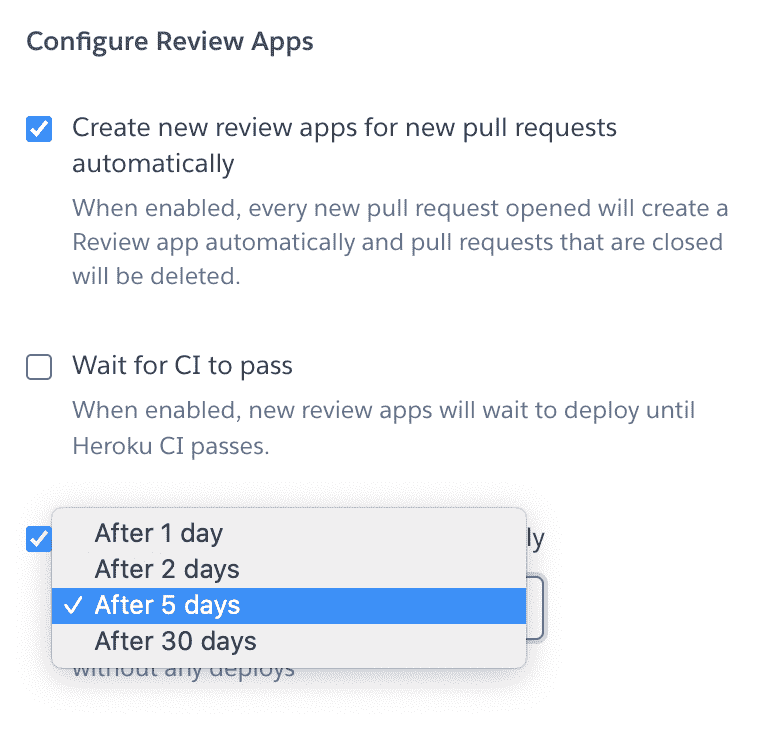 Configure Review Apps
Create new review apps for new pull requests
automatically
When enabled, every new pull request opened will create a
Review app automatically and pull requests that are closed
will be deleted.
Wait for CI to pass
When enabled, new review apps will wait to deploy until
Heroku CI passes.
After 1 day
After 2 days
After 5 days
After 30 days
without any deploys